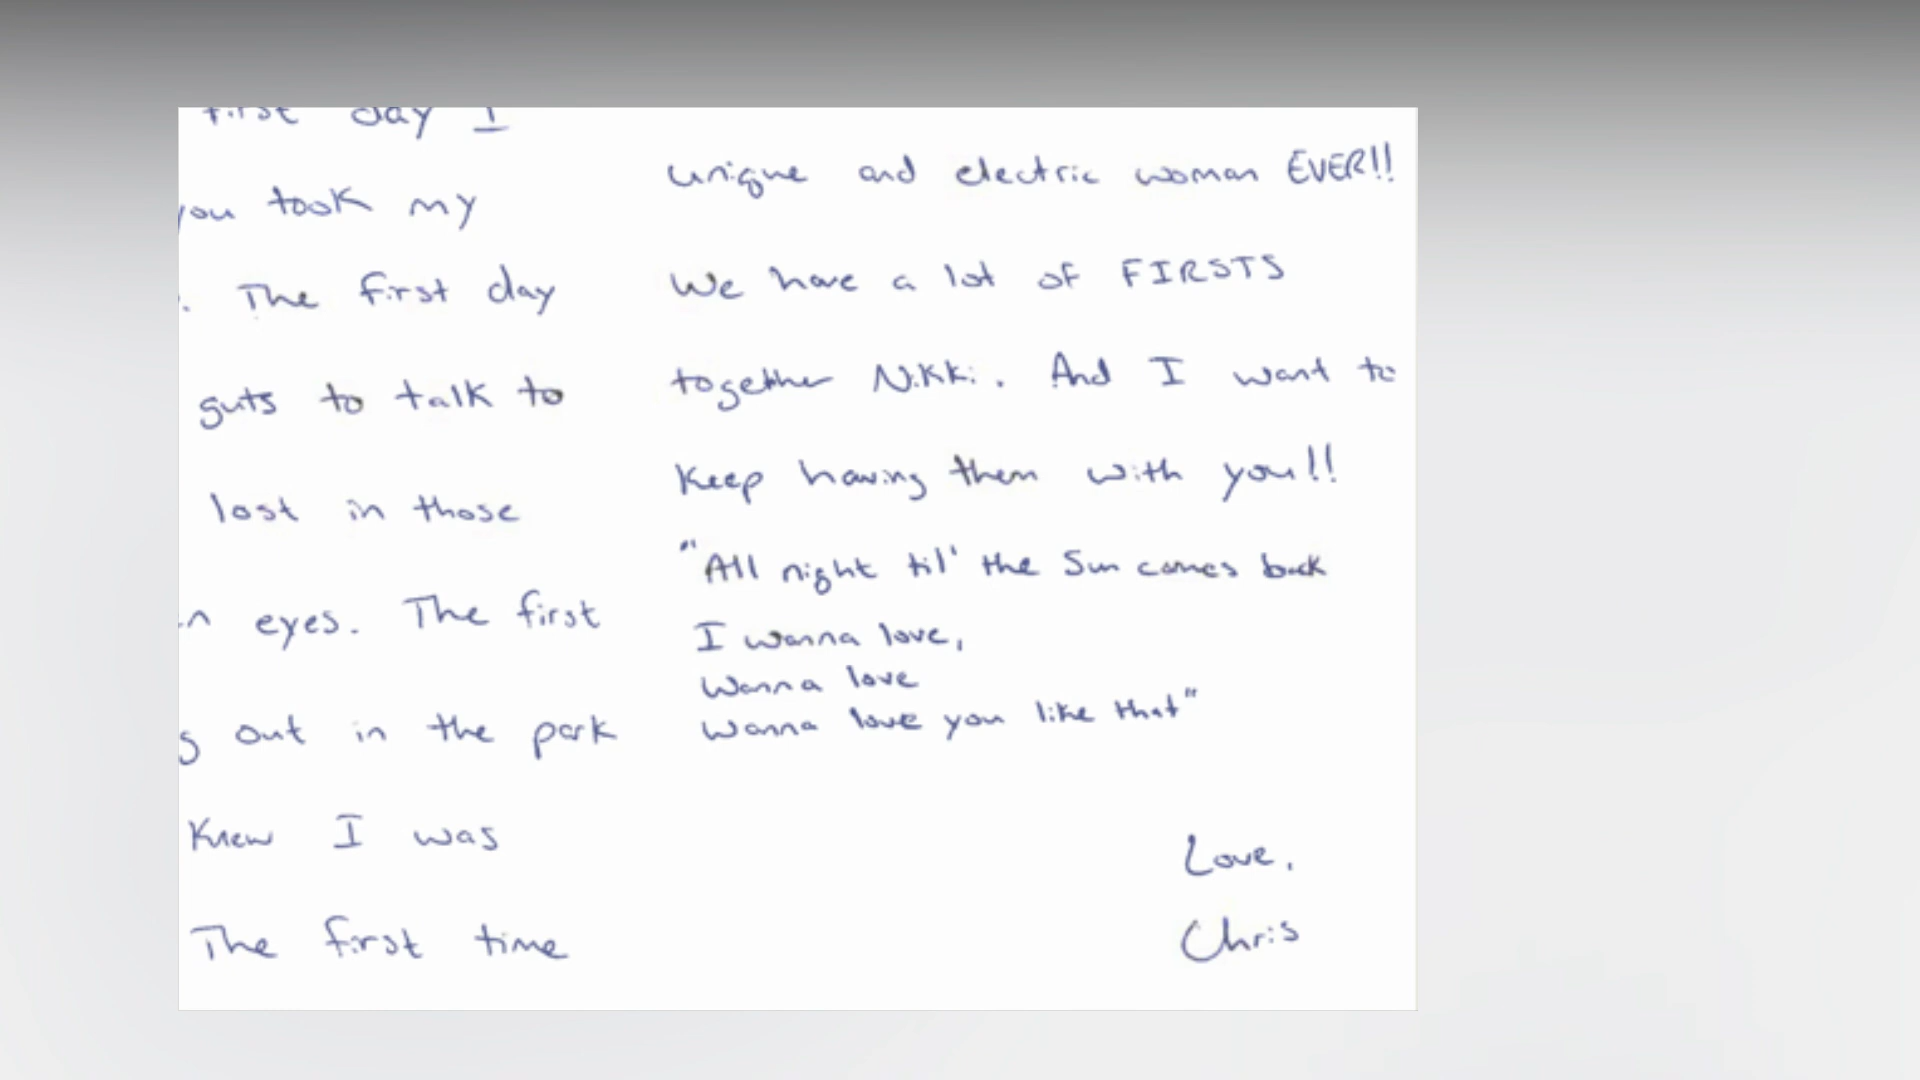 first day I
you took my
. The first day
guts to talk to
lost in those
eyes. The first
g out in the park
Knew I was
The first time
unique and electric woman EVER!!
We have a lot of FIRSTS
together Nikki. And I want to
Keep having them with you!!
"All night til' the Sun comes back
I wanna love,
Wanna love
Wanna love you like that"
Love,
Chris